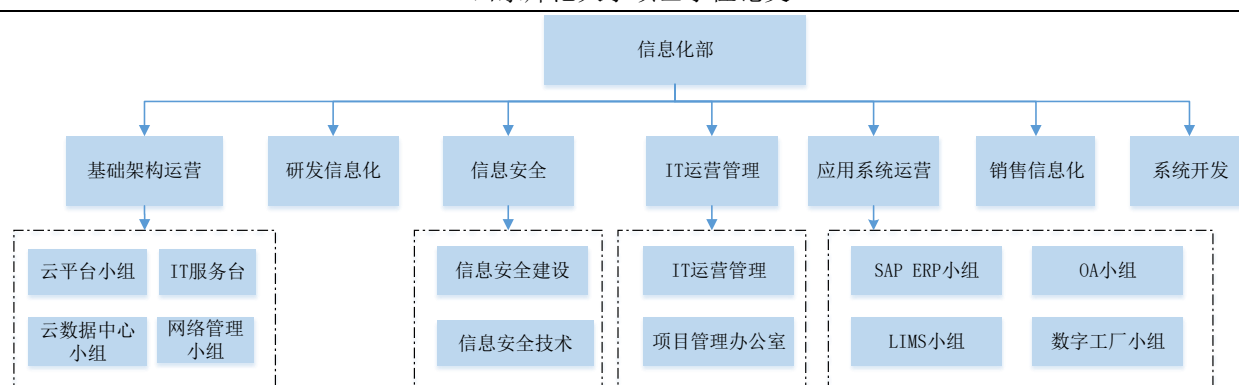 信息化部
基础架构运营
研发信息化
信息安全
IT运营管理
应用系统运营
销售信息化
系统开发
云平台小组
IT服务台
信息安全建设
IT运营管理
SAP ERP小组
OA小组
云数据中心
小组
网络管理
小组
信息安全技术
项目管理办公室
LIMS小组
数字工厂小组